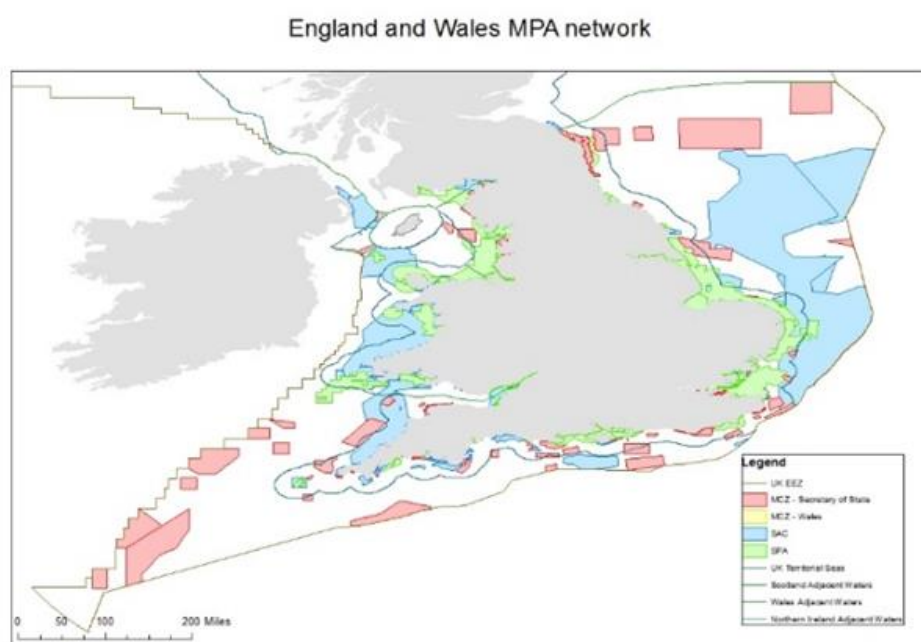 England and Wales MPA network
Legend
UK EEZ
MCZ - Secretary of State
MCZ - Wales
SAC
SPA
UK Territorial Seas
Scotland Adjacent Waters
Wales Adjacent Waters
Northern Ireland Adjacent Waters
0 50 100 200 Miles